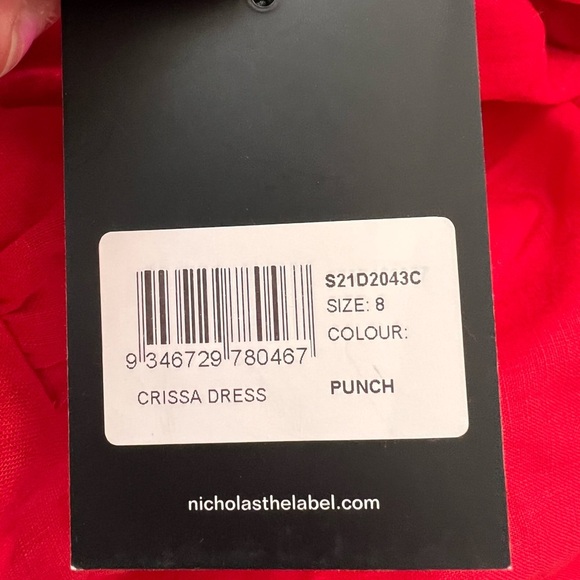 S21D2043C
SIZE: 8
COLOUR:
PUNCH
9 346729 780467
CRISSA DRESS
nicholasthelabel.com